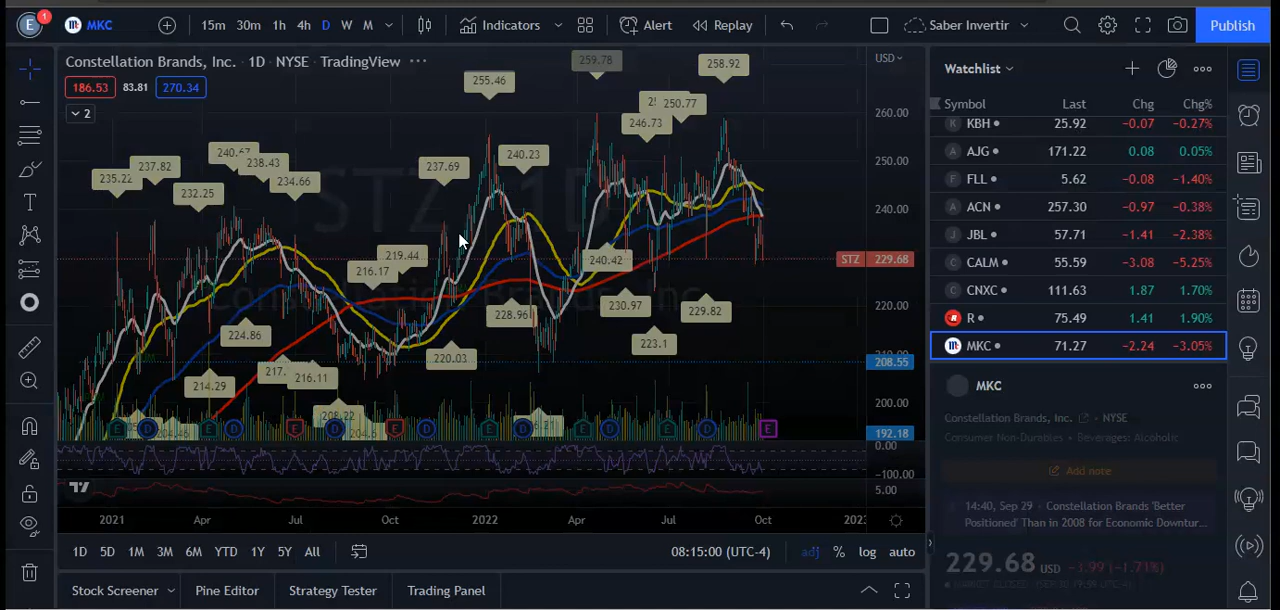 E 1 MKC 15m 30m 1h 4h D W M Indicators Alert Replay Saber Invertir Publish
Constellation Brands, Inc. · 1D · NYSE · TradingView ···
186.53 83.81 270.34
2
USD
259.78
258.92
255.46
250.77
246.73
240.67
240.23
238.43
237.82
237.69
235.22
234.66
232.25
219.44
216.17
240.42
230.97
229.82
228.96
224.86
223.1
220.03
216.11
214.29
STZ, 1D
Constellation Brands, Inc.
260.00
250.00
240.00
STZ 229.68
220.00
208.55
200.00
192.18
0.00
-100.00
5.00
E D E D E D E D E D E D E D E
2021 Apr Jul Oct 2022 Apr Jul Oct
1D 5D 1M 3M 6M YTD 1Y 5Y All 08:15:00 (UTC-4) adj % log auto
Stock Screener Pine Editor Strategy Tester Trading Panel
Watchlist
Symbol Last Chg Chg%
K KBH 25.92 −0.07 −0.27%
A AJG 171.22 0.08 0.05%
F FLL 5.62 −0.08 −1.40%
A ACN 257.30 −0.97 −0.38%
J JBL 57.71 −1.41 −2.38%
C CALM 55.59 −3.08 −5.25%
C CNXC 111.63 1.87 1.70%
R 75.49 1.41 1.90%
MKC 71.27 −2.24 −3.05%
MKC
Constellation Brands, Inc. · NYSE
Consumer Non-Durables · Beverages: Alcoholic
Add note
14:40, Sep 29 · Constellation Brands 'Better
Positioned' Than in 2008 for Economic Downtur...
229.68 USD −3.99 (−1.71%)